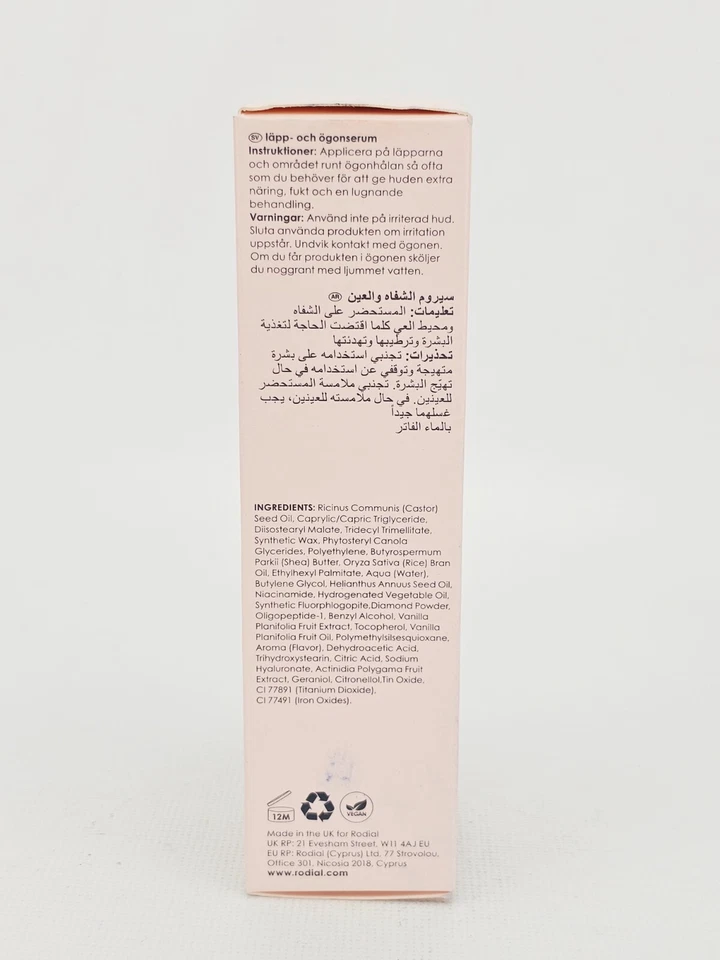 SV läpp- och ögonserum
Instruktioner: Applicera på läpparna
och området runt ögonhålan så ofta
som du behöver för att ge huden extra
näring, fukt och en lugnande
behandling.
Varningar: Använd inte på irriterad hud.
Sluta använda produkten om irritation
uppstår. Undvik kontakt med ögonen.
Om du får produkten i ögonen sköljer
du noggrant med ljummet vatten.
سيروم الشفاه والعين AR
تعليمات: المستحضر على الشفاه
ومحيط العي كلما اقتضت الحاجة لتغذية
البشرة وترطيبها وتهدئتها
تحذيرات: تجنبي استخدامه على بشرة
متهيجة وتوقفي عن استخدامه في حال
تهيّج البشرة. تجنبي ملامسة المستحضر
للعينين. في حال ملامسته للعينين، يجب
غسلهما جيداً
بالماء الفاتر
INGREDIENTS: Ricinus Communis (Castor)
Seed Oil, Caprylic/Capric Triglyceride,
Diisostearyl Malate, Tridecyl Trimellitate,
Synthetic Wax, Phytosteryl Canola
Glycerides, Polyethylene, Butyrospermum
Parkii (Shea) Butter, Oryza Sativa (Rice) Bran
Oil, Ethylhexyl Palmitate, Aqua (Water),
Butylene Glycol, Helianthus Annuus Seed Oil,
Niacinamide, Hydrogenated Vegetable Oil,
Synthetic Fluorphlogopite,Diamond Powder,
Oligopeptide-1, Benzyl Alcohol, Vanilla
Planifolia Fruit Extract, Tocopherol, Vanilla
Planifolia Fruit Oil, Polymethylsilsesquioxane,
Aroma (Flavor), Dehydroacetic Acid,
Trihydroxystearin, Citric Acid, Sodium
Hyaluronate, Actinidia Polygama Fruit
Extract, Geraniol, Citronellol,Tin Oxide,
CI 77891 (Titanium Dioxide),
CI 77491 (Iron Oxides).
12M
VEGAN
Made in the UK for Rodial
UK RP: 21 Evesham Street, W11 4AJ EU
EU RP: Rodial (Cyprus) Ltd, 77 Strovolou,
Office 301, Nicosia 2018, Cyprus
www.rodial.com